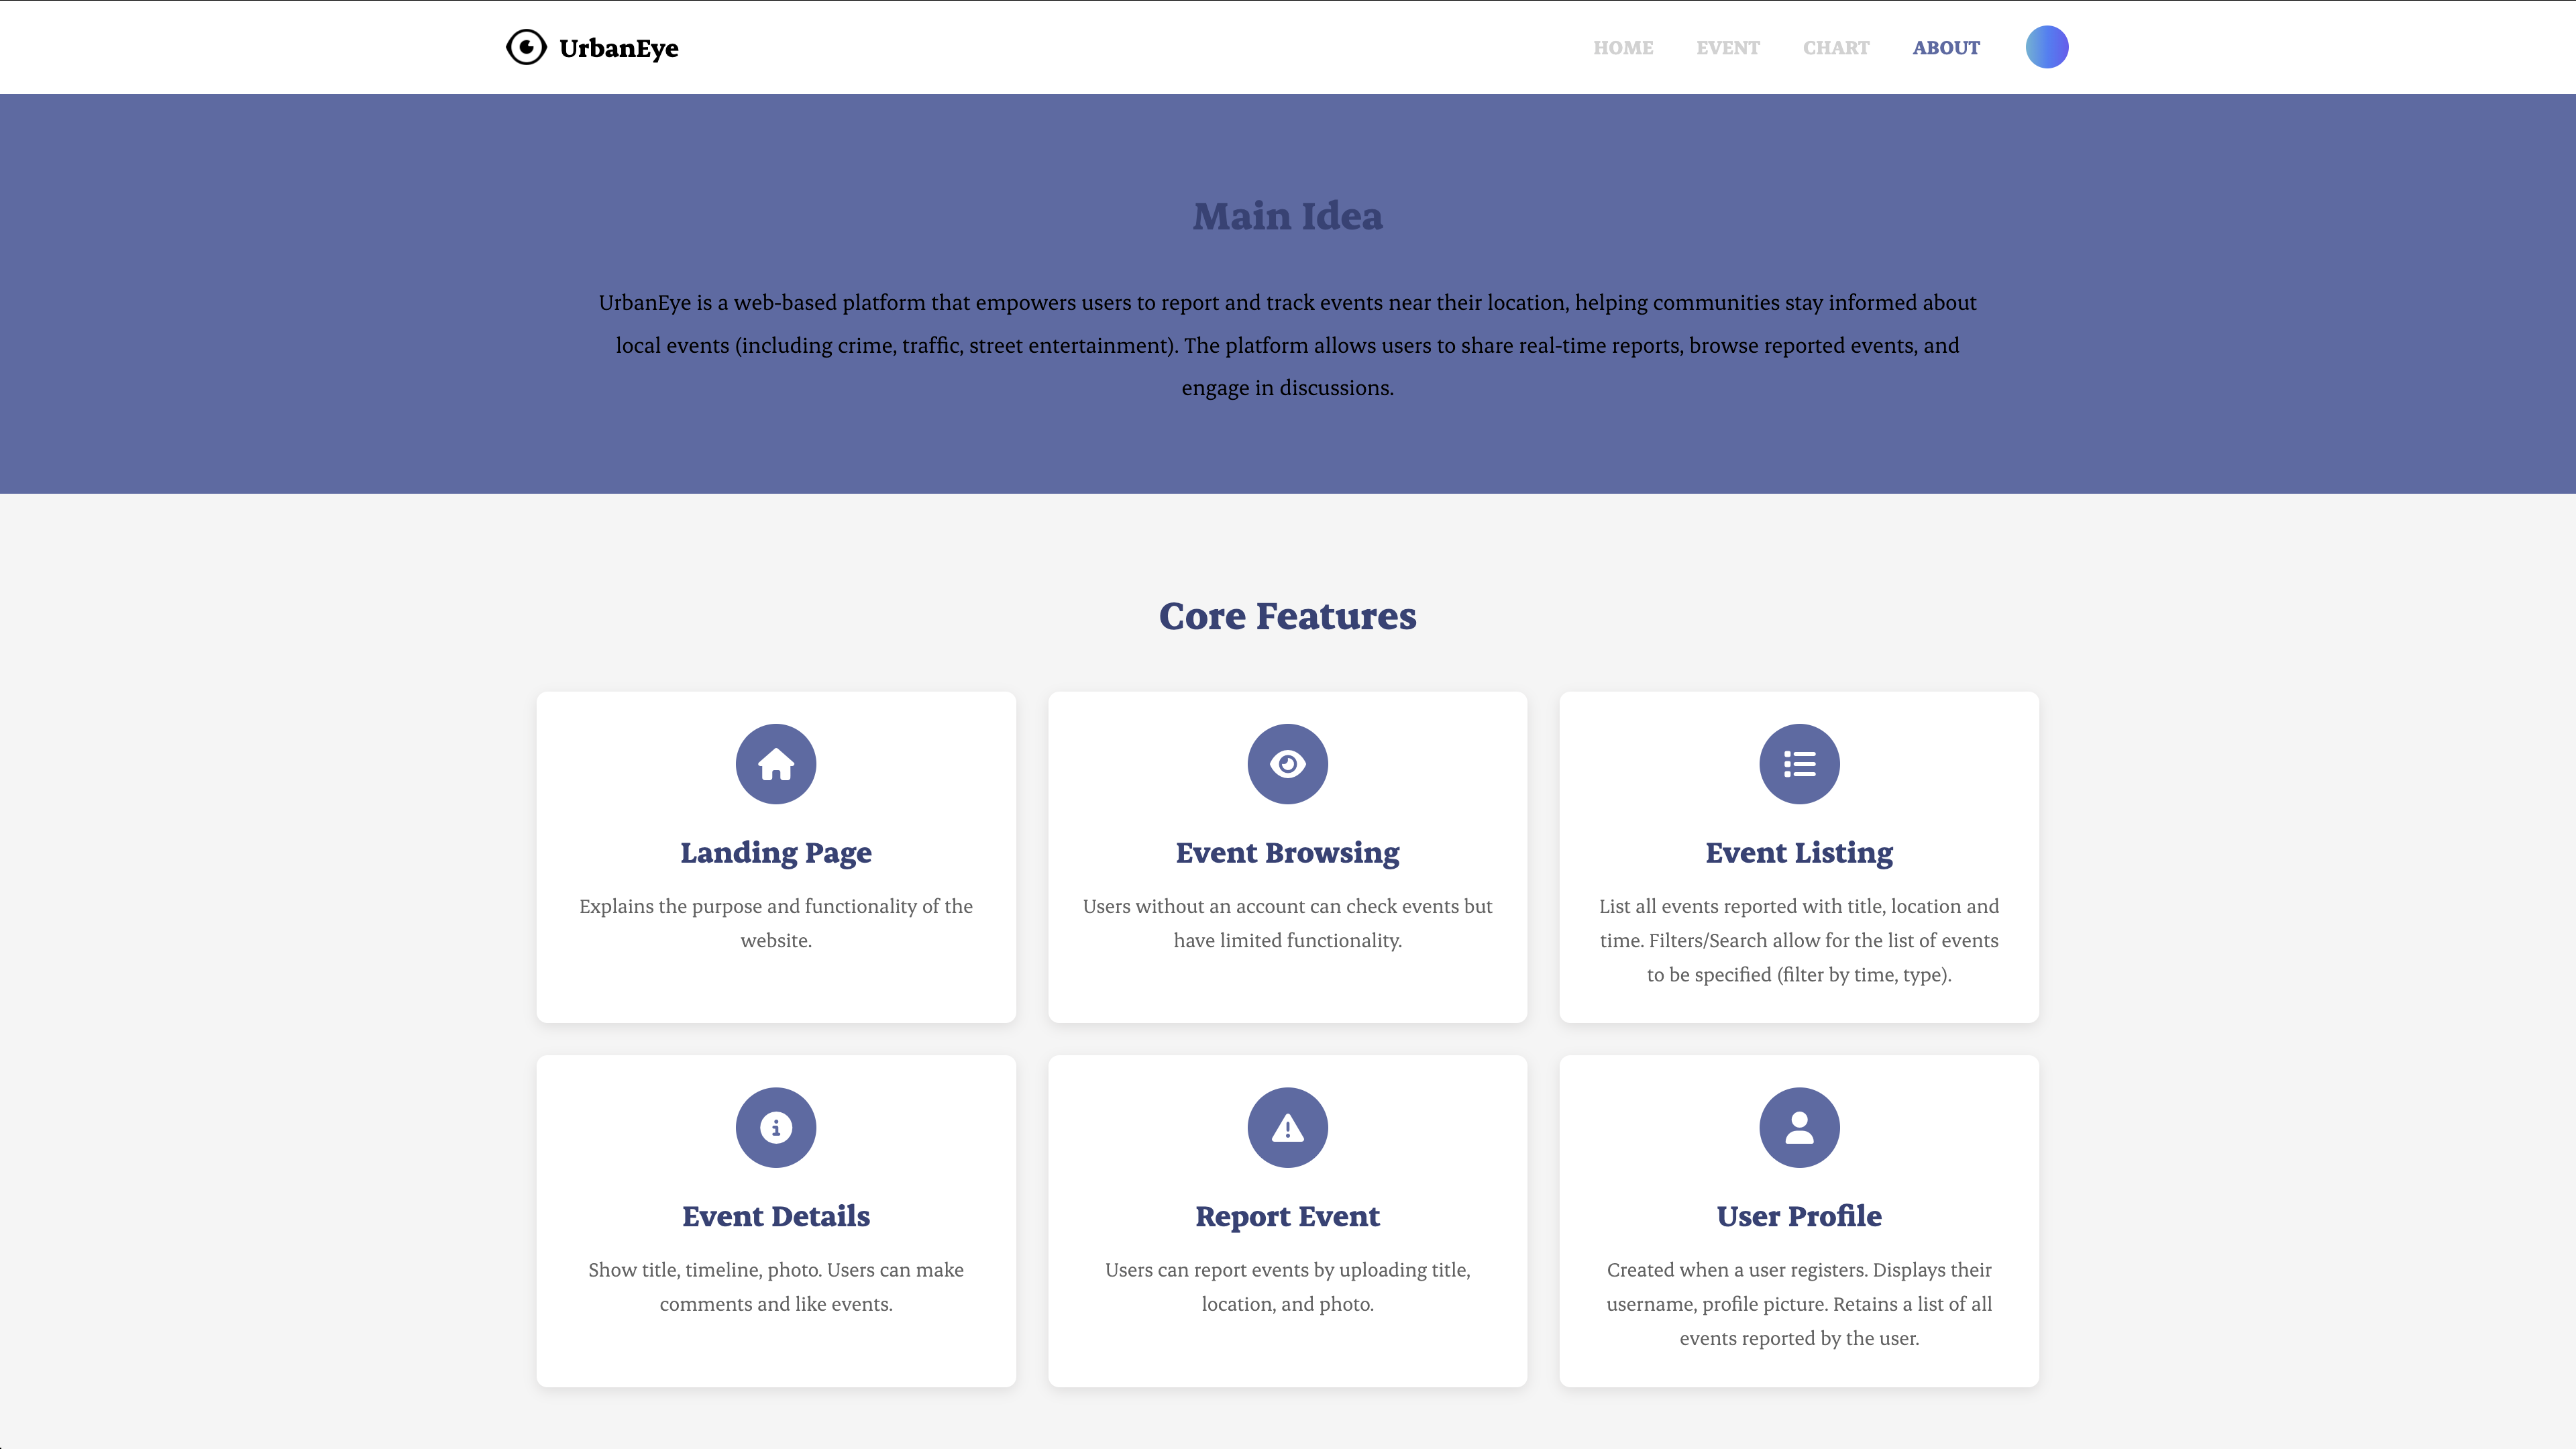 UrbanEye
HOME EVENT CHART ABOUT
Main Idea
UrbanEye is a web-based platform that empowers users to report and track events near their location, helping communities stay informed about
local events (including crime, traffic, street entertainment). The platform allows users to share real-time reports, browse reported events, and
engage in discussions.
Core Features
Landing Page
Explains the purpose and functionality of the
website.
Event Browsing
Users without an account can check events but
have limited functionality.
Event Listing
List all events reported with title, location and
time. Filters/Search allow for the list of events
to be specified (filter by time, type).
Event Details
Show title, timeline, photo. Users can make
comments and like events.
Report Event
Users can report events by uploading title,
location, and photo.
User Profile
Created when a user registers. Displays their
username, profile picture. Retains a list of all
events reported by the user.